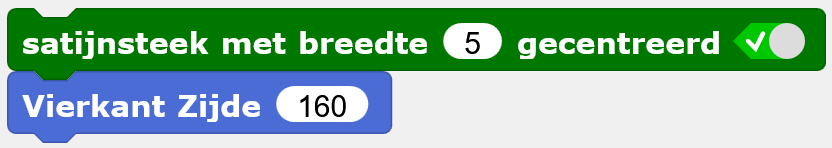 satijnsteek met breedte 5 gecentreerd
Vierkant Zijde 160